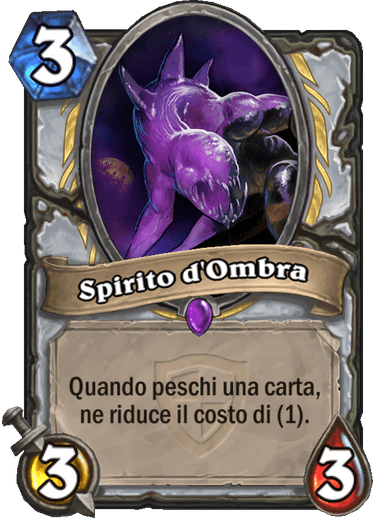 3
Spirito d'Ombra
Quando peschi una carta,
ne riduce il costo di (1).
3
3